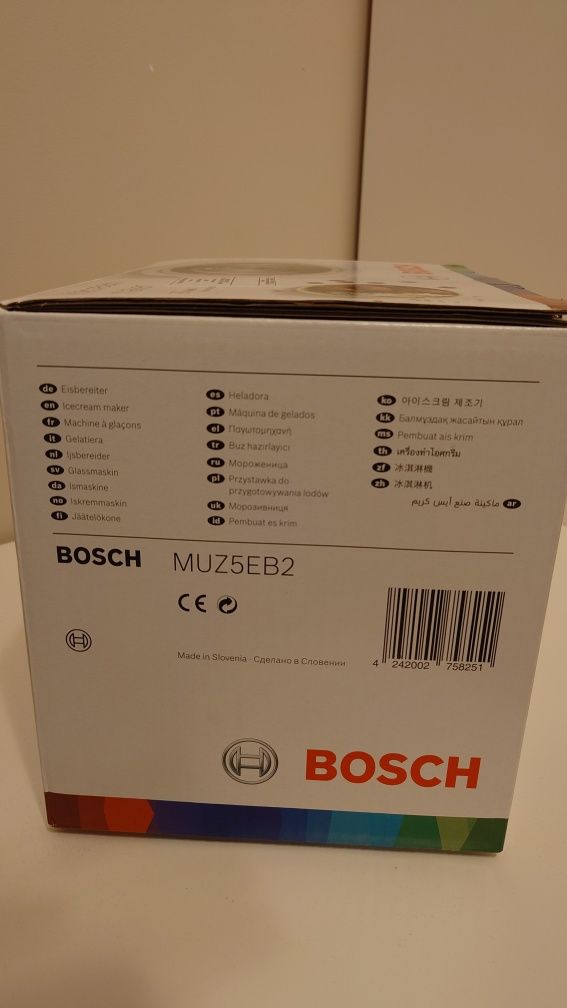 BOSCH
de Eisbereiter
en Icecream maker
fr Machine à glaçons
it Gelatiera
nl Ijsbereider
sv Glassmaskin
da Ismaskine
no Iskremmaskin
fi Jäätelökone
es Heladora
pt Máquina de gelados
el Παγωτομηχανή
tr Buz hazırlayıcı
ru Мороженица
pl Przystawka do
przygotowywania lodów
uk Морозивниця
id Pembuat es krim
ko 아이스크림 제조기
kk Балмұздақ жасайтын құрал
ms Pembuat ais krim
th เครื่องทำไอศกรีม
zf 冰淇淋機
zh 冰淇淋机
ar ماكينة صنع آيس كريم
BOSCH MUZ5EB2
CE
Made in Slovenia · Сделано в Словении
4 242002 758251
BOSCH